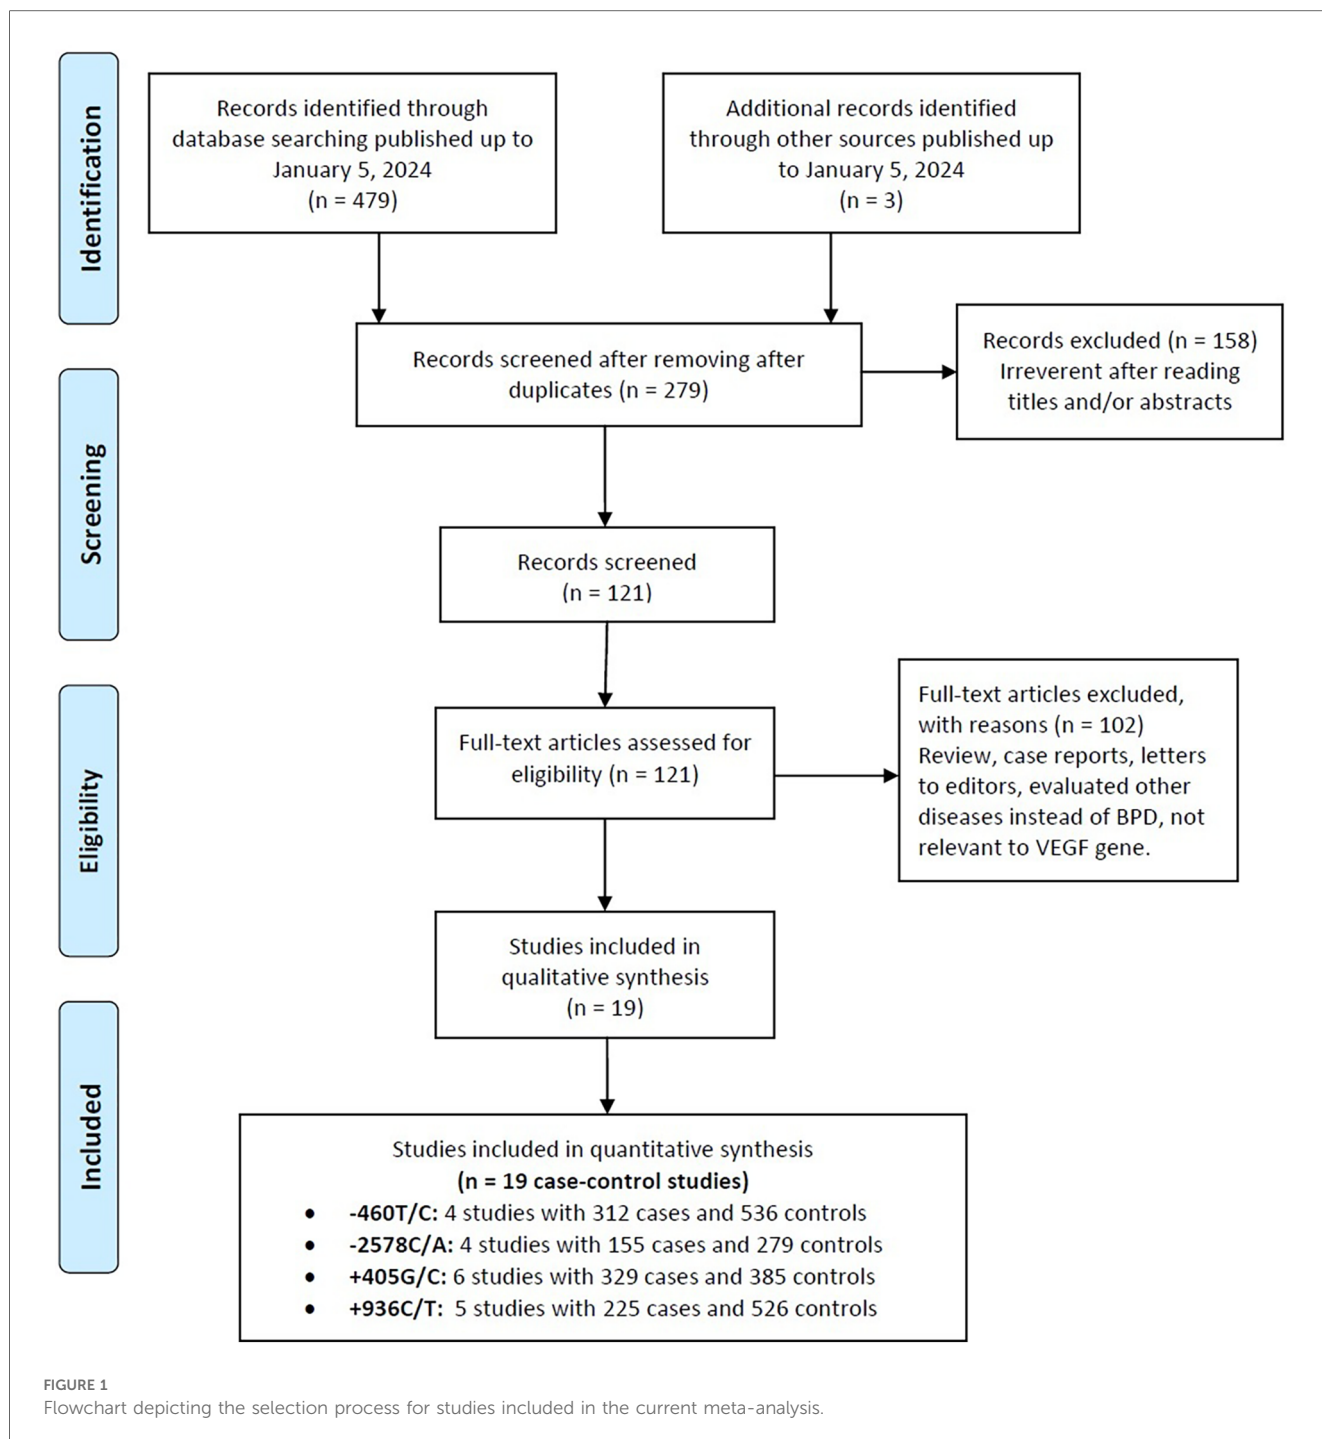 Identification
Records identified through
database searching published up to
January 5, 2024
(n = 479)
Additional records identified
through other sources published up
to January 5, 2024
(n = 3)
Records screened after removing after
duplicates (n = 279)
Records excluded (n = 158)
Irreverent after reading
titles and/or abstracts
Screening
Records screened
(n = 121)
Eligibility
Full-text articles assessed for
eligibility (n = 121)
Full-text articles excluded,
with reasons (n = 102)
Review, case reports, letters
to editors, evaluated other
diseases instead of BPD, not
relevant to VEGF gene.
Studies included in
qualitative synthesis
(n = 19)
Included
Studies included in quantitative synthesis
(n = 19 case-control studies)
• -460T/C: 4 studies with 312 cases and 536 controls
• -2578C/A: 4 studies with 155 cases and 279 controls
• +405G/C: 6 studies with 329 cases and 385 controls
• +936C/T: 5 studies with 225 cases and 526 controls
FIGURE 1
Flowchart depicting the selection process for studies included in the current meta-analysis.